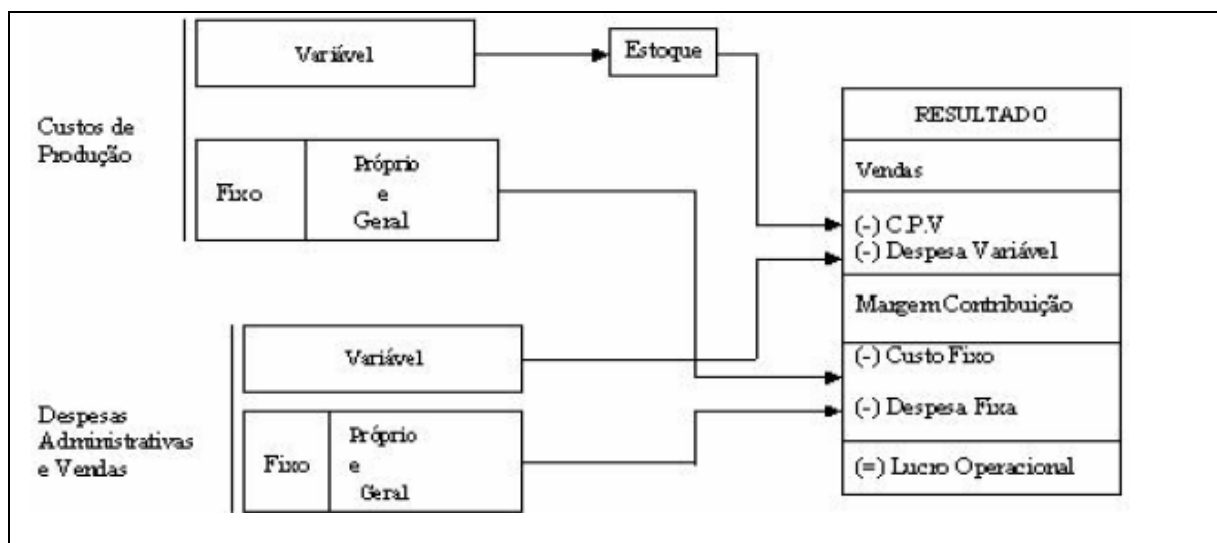 Variável
Estoque
Custos de
Produção
Fixo
Próprio
e
Geral
RESULTADO
Vendas
(-) C.P.V
(-) Despesa Variável
Margem Contribuição
(-) Custo Fixo
(-) Despesa Fixa
(=) Lucro Operacional
Despesas
Administrativas
e Vendas
Variável
Fixo
Próprio
e
Geral